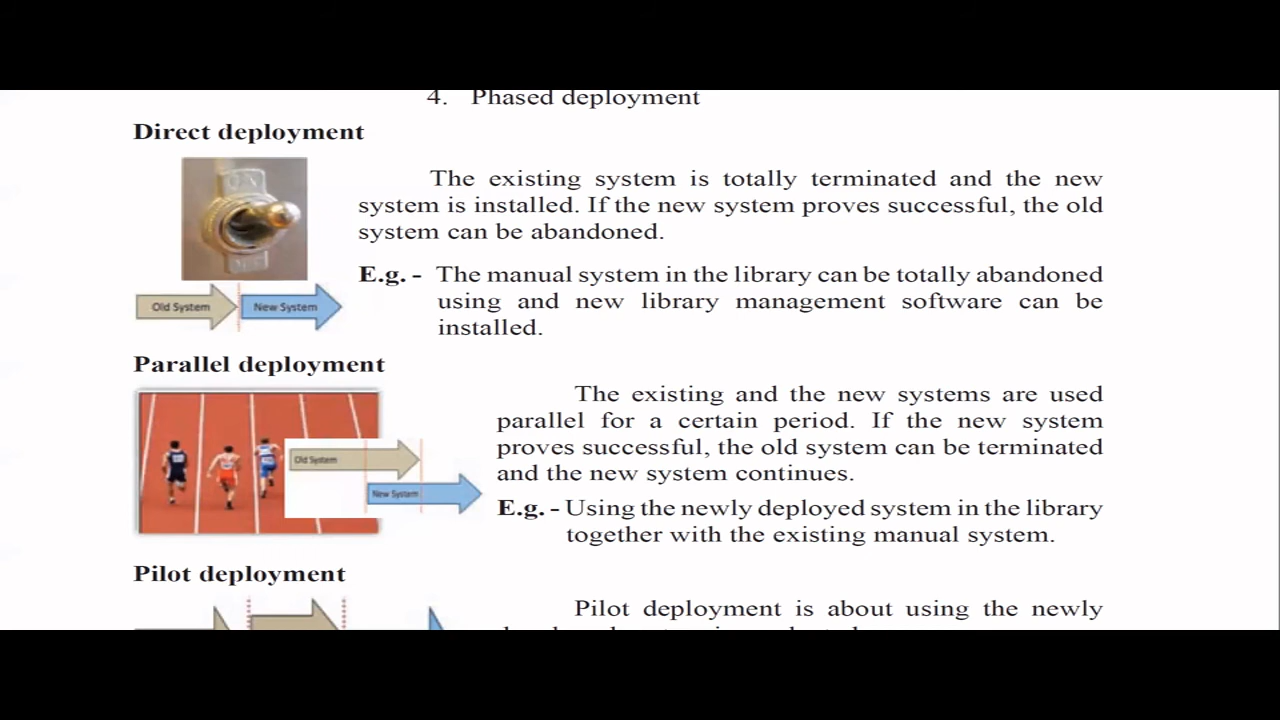 4. Phased deployment
Direct deployment
ON
The existing system is totally terminated and the new
system is installed. If the new system proves successful, the old
system can be abandoned.
Old System
New System
E.g. - The manual system in the library can be totally abandoned
using and new library management software can be
installed.
Parallel deployment
The existing and the new systems are used
parallel for a certain period. If the new system
proves successful, the old system can be terminated
and the new system continues.
Old System
New System
E.g. - Using the newly deployed system in the library
together with the existing manual system.
Pilot deployment
Pilot deployment is about using the newly